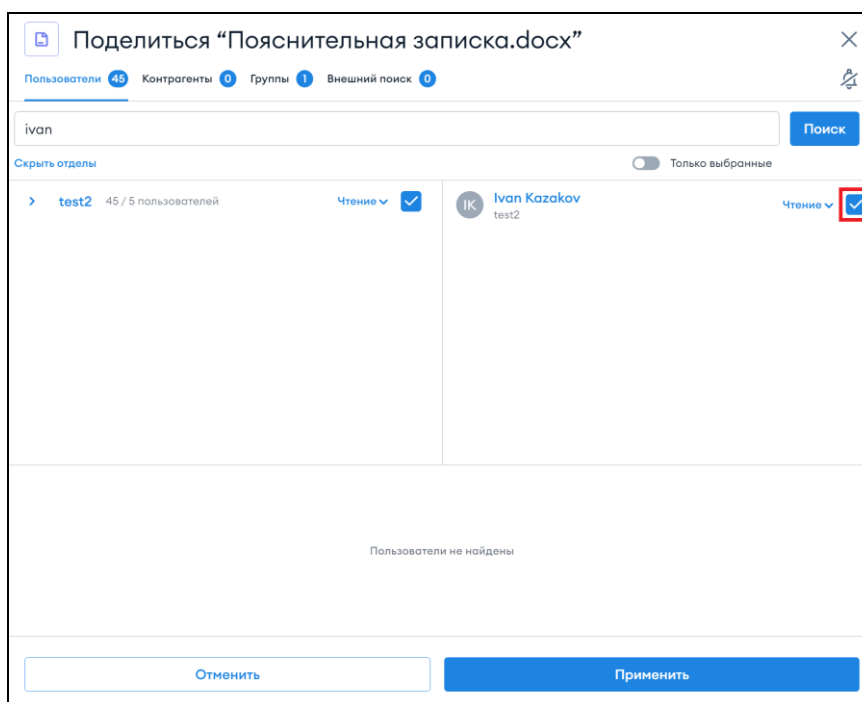 Поделиться “Пояснительная записка.docx”
Пользователи 45 Контрагенты 0 Группы 1 Внешний поиск 0
ivan
Поиск
Скрыть отделы
Только выбранные
test2 45 / 5 пользователей Чтение
IK Ivan Kazakov Чтение
test2
Пользователи не найдены
Отменить Применить